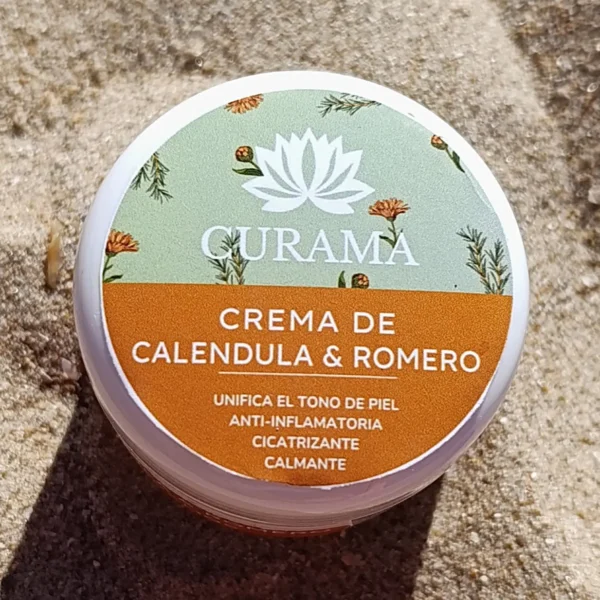 CURAMA
CREMA DE
CALENDULA & ROMERO
UNIFICA EL TONO DE PIEL
ANTI-INFLAMATORIA
CICATRIZANTE
CALMANTE